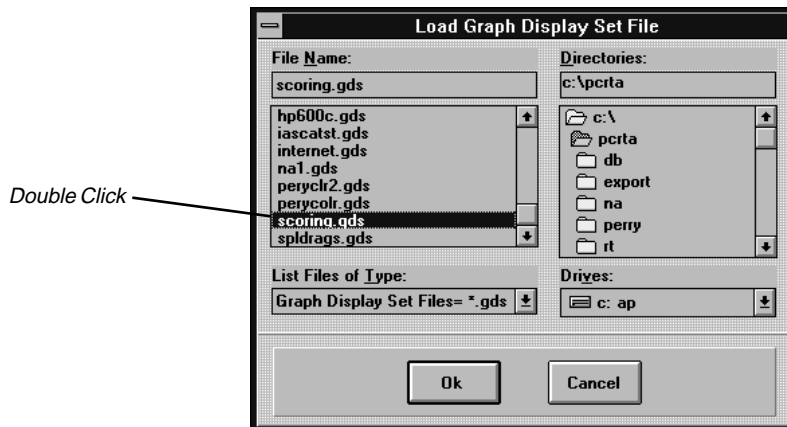 Load Graph Display Set File
File Name:
scoring.gds
hp600c.gds
iascatst.gds
internet.gds
na1.gds
peryclr2.gds
perycolr.gds
scoring.gds
spldrags.gds
Double Click
List Files of Type:
Graph Display Set Files= *.gds
Directories:
c:\pcrta
c:\
pcrta
db
export
na
perry
rt
Drives:
c: ap
Ok
Cancel